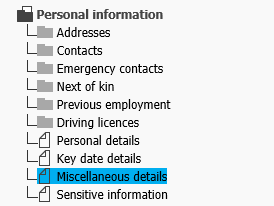 Personal information
Addresses
Contacts
Emergency contacts
Next of kin
Previous employment
Driving licences
Personal details
Key date details
Miscellaneous details
Sensitive information